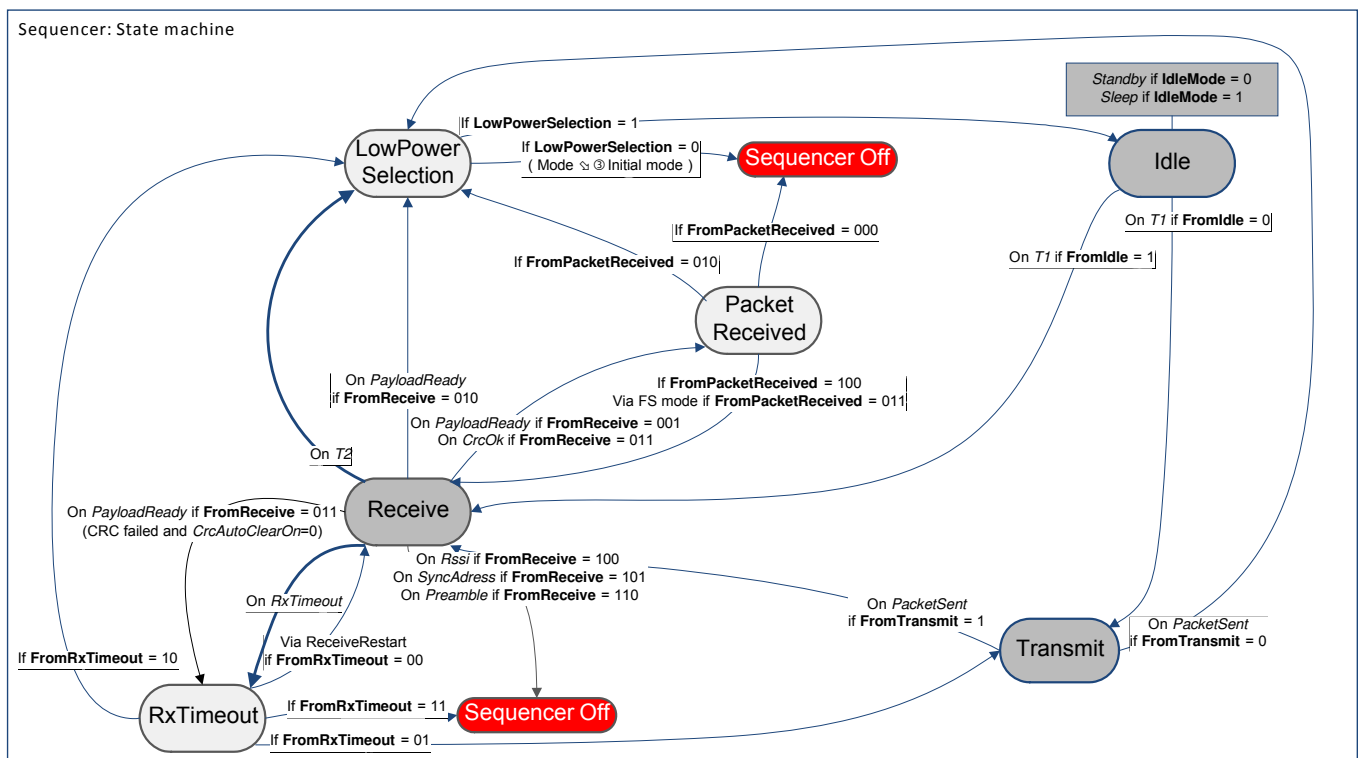 Sequencer: State machine
Standby if IdleMode = 0
Sleep if IdleMode = 1
If LowPowerSelection = 1
LowPower
Selection
If LowPowerSelection = 0
( Mode ⇘ ③ Initial mode )
Sequencer Off
Idle
On T1 if FromIdle = 0
If FromPacketReceived = 000
On T1 if FromIdle = 1
If FromPacketReceived = 010
Packet
Received
On PayloadReady
if FromReceive = 010
If FromPacketReceived = 100
Via FS mode if FromPacketReceived = 011
On PayloadReady if FromReceive = 001
On CrcOk if FromReceive = 011
On T2
Receive
On PayloadReady if FromReceive = 011
(CRC failed and CrcAutoClearOn=0)
On Rssi if FromReceive = 100
On SyncAdress if FromReceive = 101
On Preamble if FromReceive = 110
On RxTimeout
On PacketSent
if FromTransmit = 1
On PacketSent
if FromTransmit = 0
Transmit
Via ReceiveRestart
if FromRxTimeout = 00
If FromRxTimeout = 10
RxTimeout
If FromRxTimeout = 11
Sequencer Off
If FromRxTimeout = 01